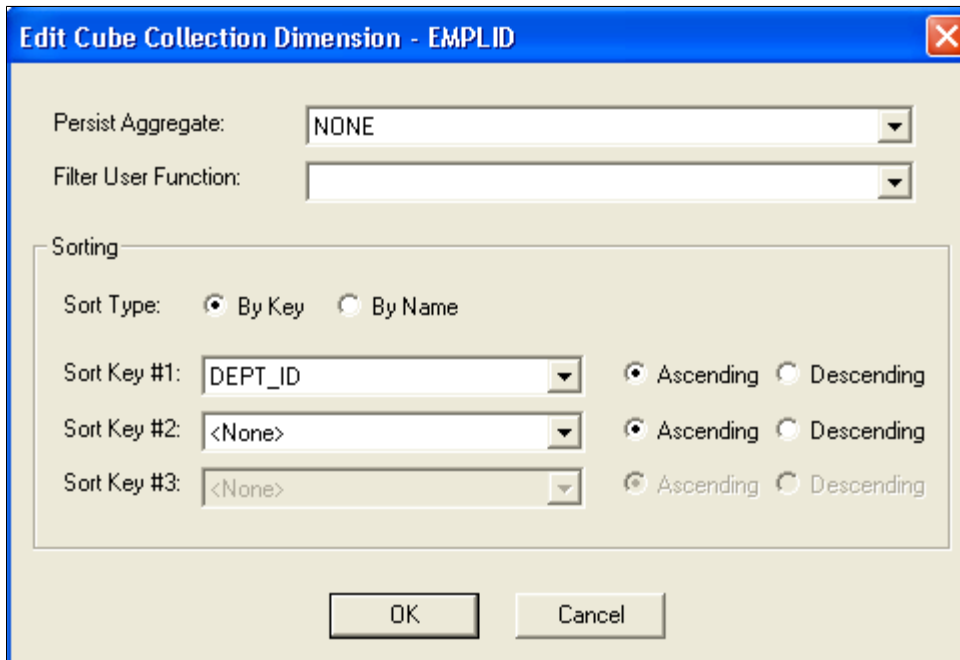 Edit Cube Collection Dimension - EMPLID
Persist Aggregate: NONE
Filter User Function:
Sorting
Sort Type: By Key By Name
Sort Key #1: DEPT_ID Ascending Descending
Sort Key #2: <None> Ascending Descending
Sort Key #3: <None> Ascending Descending
OK Cancel